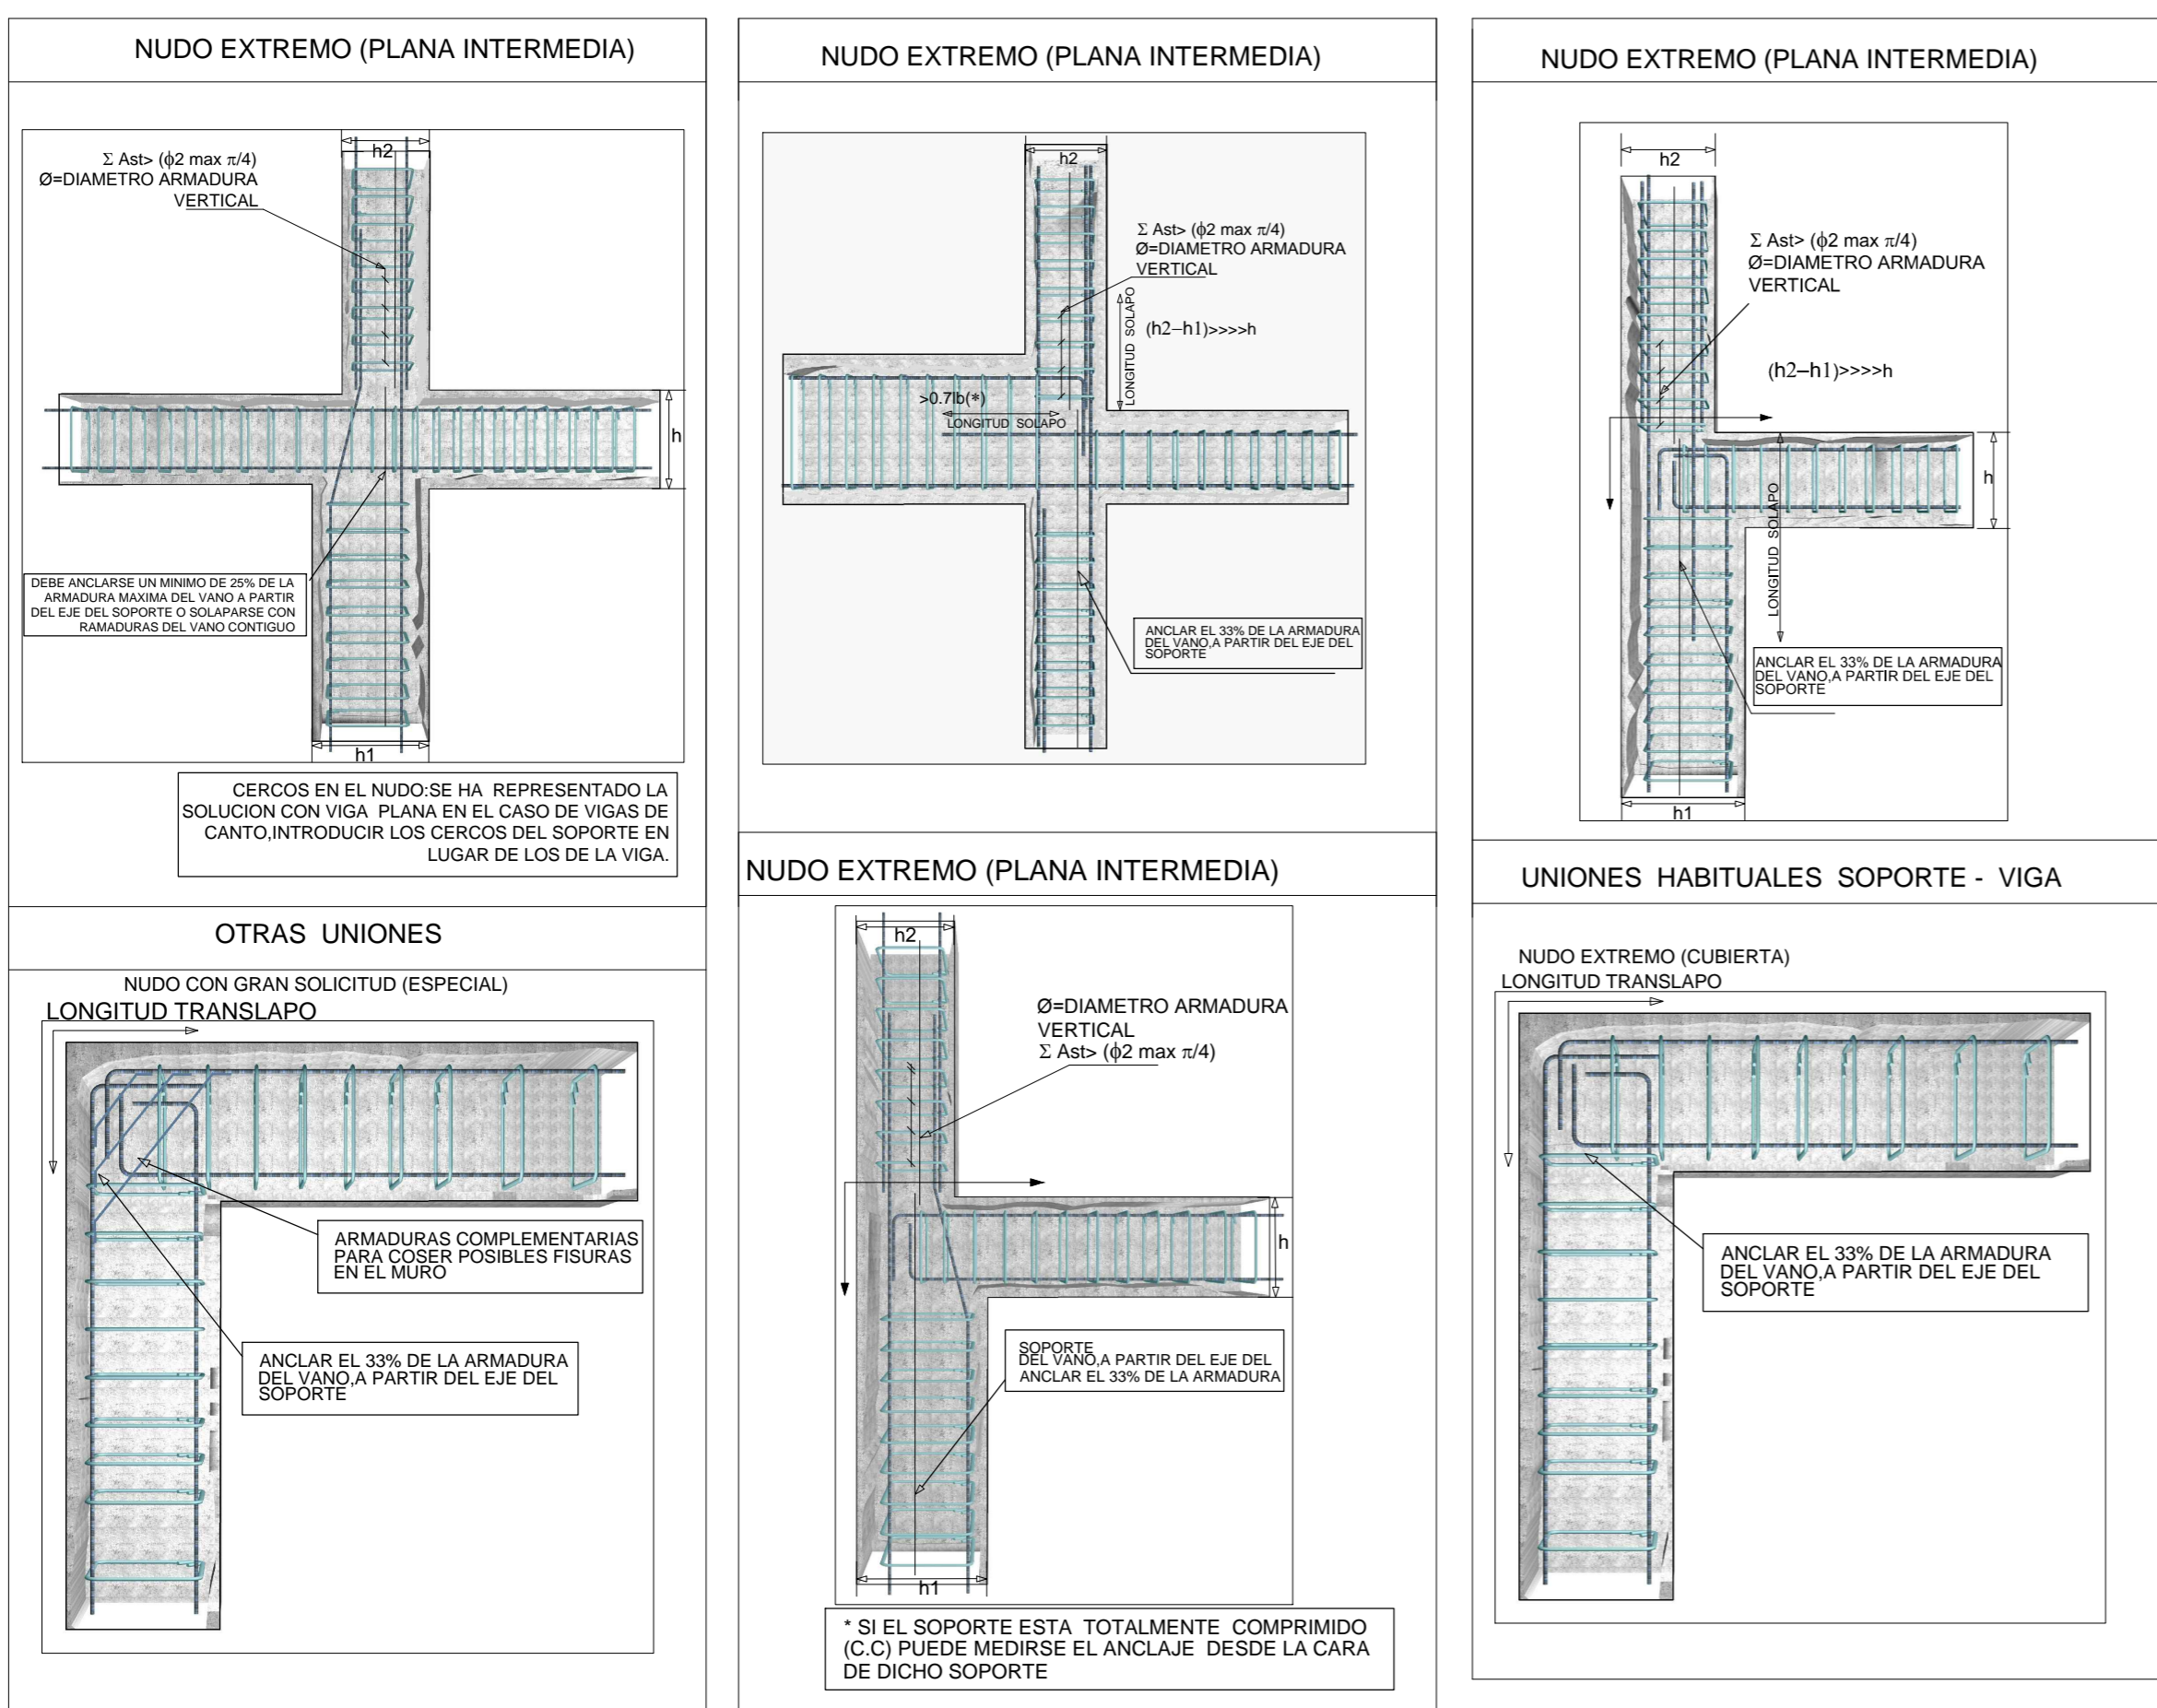 NUDO EXTREMO (PLANA INTERMEDIA)
h2
Σ Ast> (ϕ2 max π/4)
Ø=DIAMETRO ARMADURA
VERTICAL
h
DEBE ANCLARSE UN MINIMO DE 25% DE LA
ARMADURA MAXIMA DEL VANO A PARTIR
DEL EJE DEL SOPORTE O SOLAPARSE CON
RAMADURAS DEL VANO CONTIGUO
h1
CERCOS EN EL NUDO:SE HA REPRESENTADO LA
SOLUCION CON VIGA PLANA EN EL CASO DE VIGAS DE
CANTO,INTRODUCIR LOS CERCOS DEL SOPORTE EN
LUGAR DE LOS DE LA VIGA.
OTRAS UNIONES
NUDO CON GRAN SOLICITUD (ESPECIAL)
LONGITUD TRANSLAPO
ARMADURAS COMPLEMENTARIAS
PARA COSER POSIBLES FISURAS
EN EL MURO
ANCLAR EL 33% DE LA ARMADURA
DEL VANO,A PARTIR DEL EJE DEL
SOPORTE
NUDO EXTREMO (PLANA INTERMEDIA)
h2
Σ Ast> (ϕ2 max π/4)
Ø=DIAMETRO ARMADURA
VERTICAL
LONGITUD SOLAPO
(h2−h1)>>>>h
>0.7lb(*)
LONGITUD SOLAPO
ANCLAR EL 33% DE LA ARMADURA
DEL VANO,A PARTIR DEL EJE DEL
SOPORTE
NUDO EXTREMO (PLANA INTERMEDIA)
h2
Ø=DIAMETRO ARMADURA
VERTICAL
Σ Ast> (ϕ2 max π/4)
h
SOPORTE
DEL VANO,A PARTIR DEL EJE DEL
ANCLAR EL 33% DE LA ARMADURA
h1
* SI EL SOPORTE ESTA TOTALMENTE COMPRIMIDO
(C.C) PUEDE MEDIRSE EL ANCLAJE DESDE LA CARA
DE DICHO SOPORTE
NUDO EXTREMO (PLANA INTERMEDIA)
h2
Σ Ast> (ϕ2 max π/4)
Ø=DIAMETRO ARMADURA
VERTICAL
(h2−h1)>>>>h
h
LONGITUD SOLAPO
ANCLAR EL 33% DE LA ARMADURA
DEL VANO,A PARTIR DEL EJE DEL
SOPORTE
h1
UNIONES HABITUALES SOPORTE - VIGA
NUDO EXTREMO (CUBIERTA)
LONGITUD TRANSLAPO
ANCLAR EL 33% DE LA ARMADURA
DEL VANO,A PARTIR DEL EJE DEL
SOPORTE